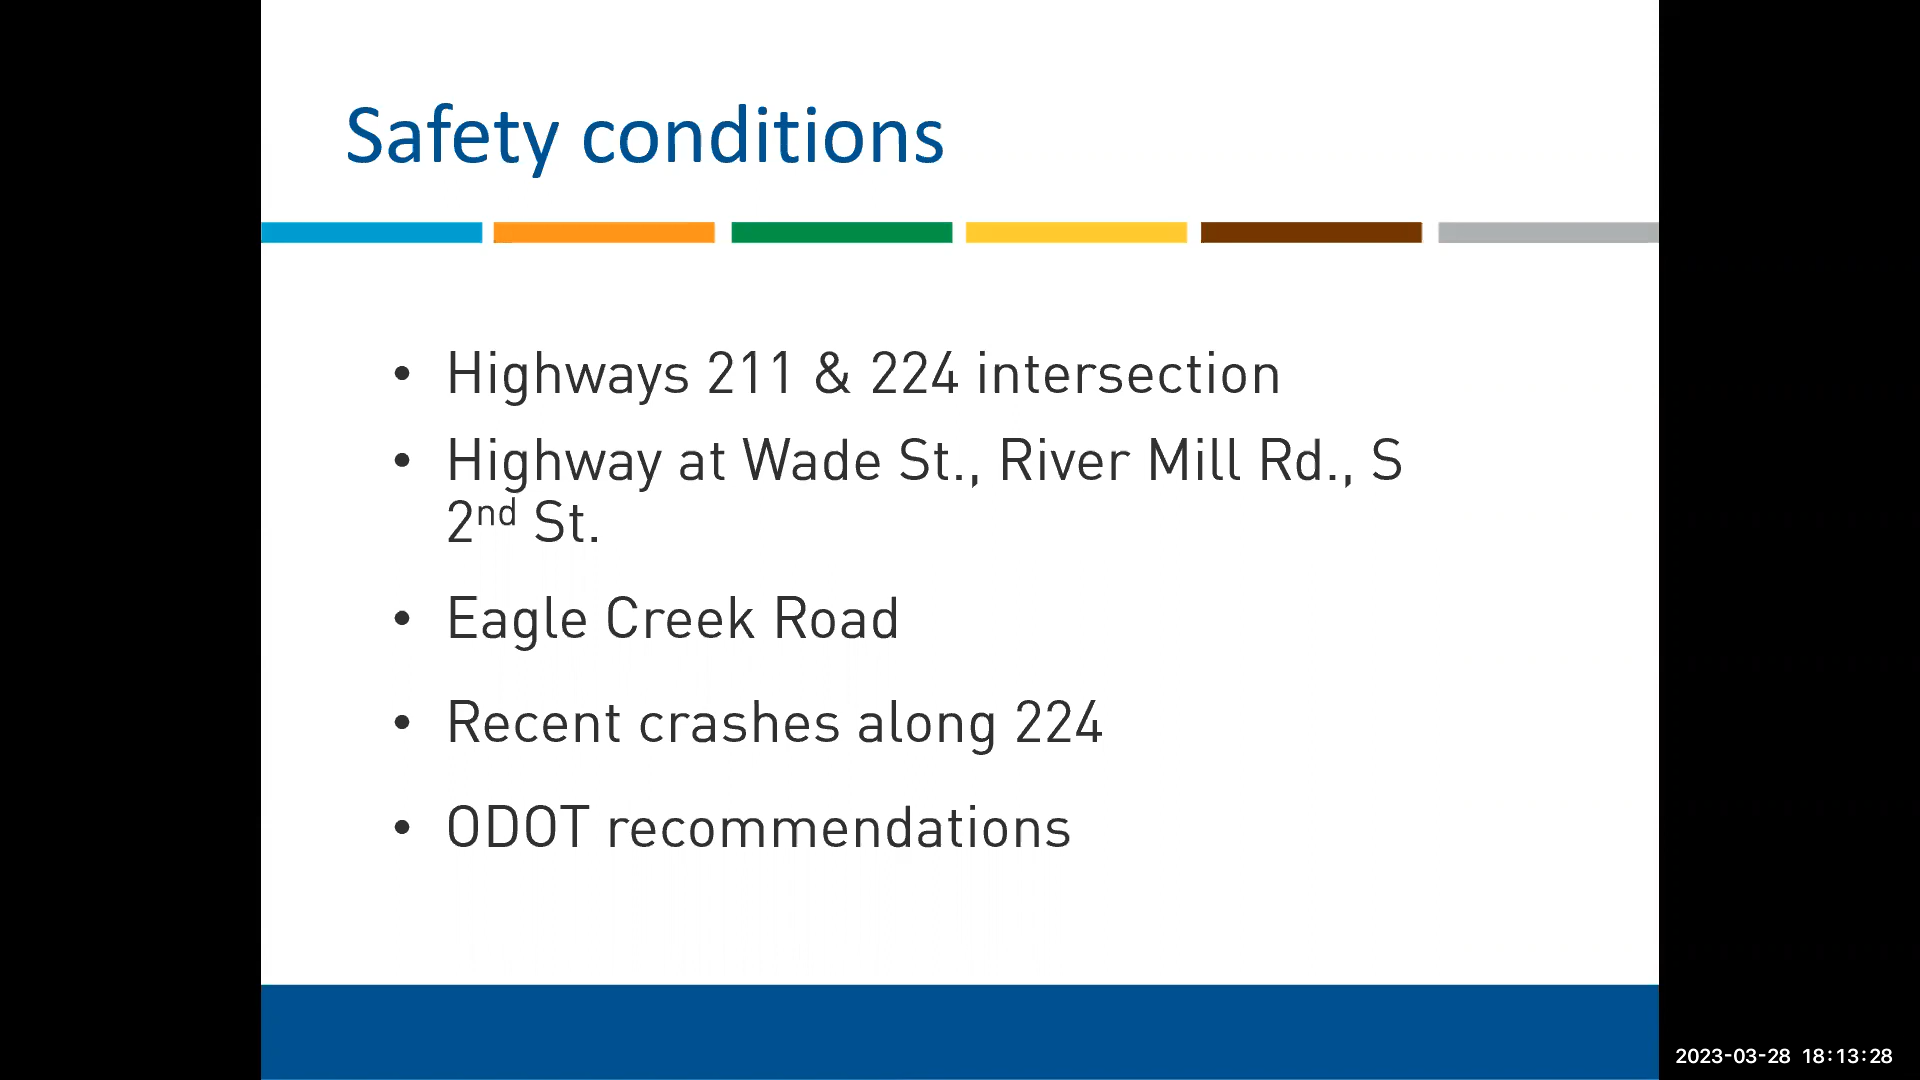 Safety conditions
• Highways 211 & 224 intersection
• Highway at Wade St., River Mill Rd., S
2nd St.
• Eagle Creek Road
• Recent crashes along 224
• ODOT recommendations
2023-03-28 18:13:28